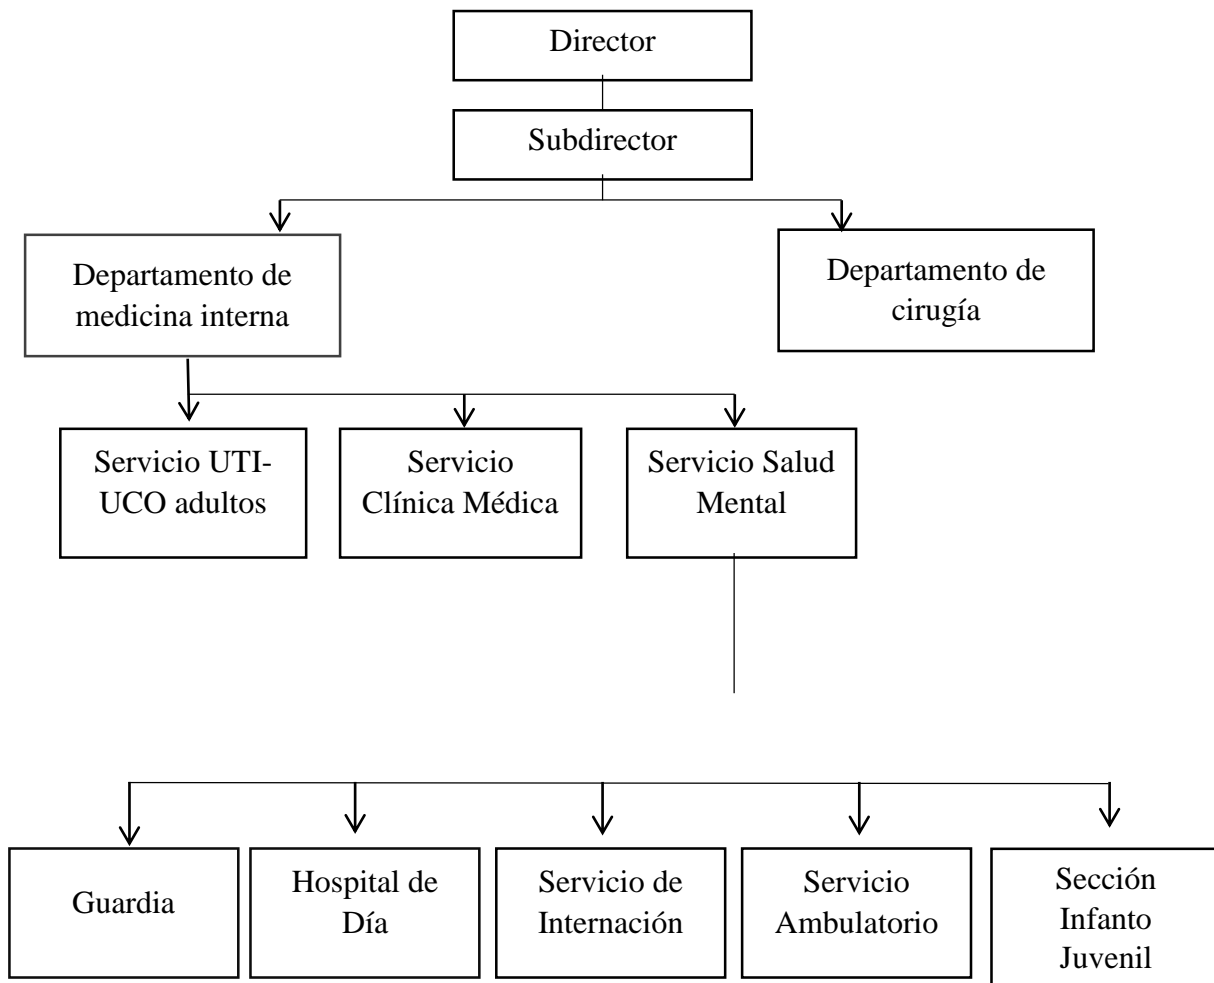 Director
Subdirector
Departamento de
medicina interna
Departamento de
cirugía
Servicio UTI-
UCO adultos
Servicio
Clínica Médica
Servicio Salud
Mental
Guardia
Hospital de
Día
Servicio de
Internación
Servicio
Ambulatorio
Sección
Infanto
Juvenil